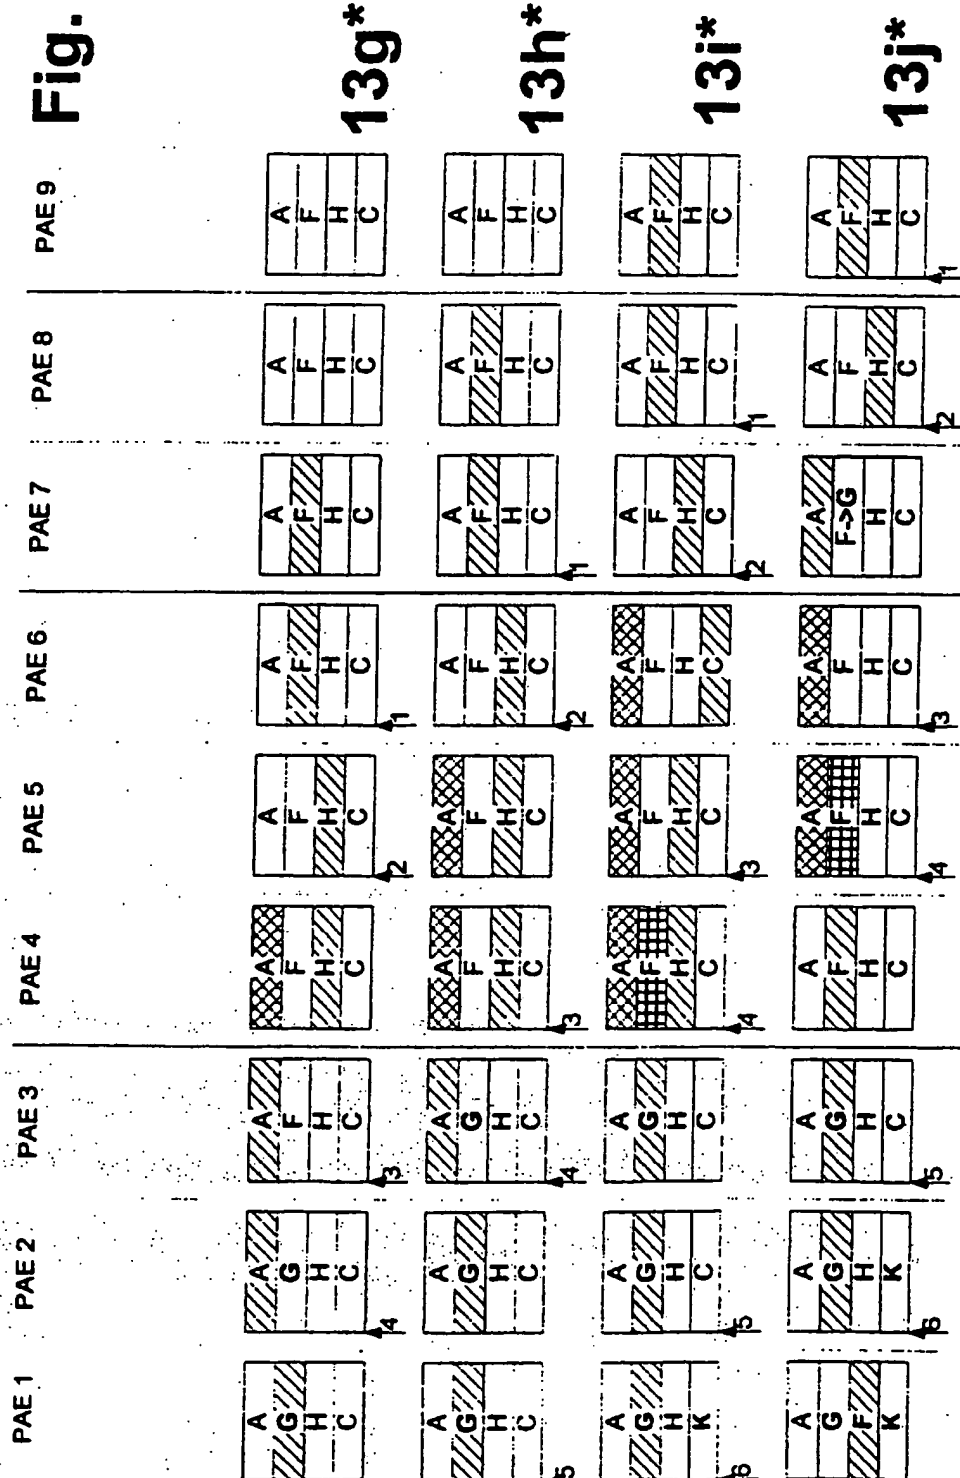 PAE 1 PAE 2 PAE 3 PAE 4 PAE 5 PAE 6 PAE 7 PAE 8 PAE 9 Fig.
A A A A A A A A A
G G F F F F F F F
H H H H H H H H H
C C C C C C C C C
4 3 2 1
13g*
A A A A A A A A A
G G G F F F F F F
H H H H H H H H H
C C C C C C C C C
5 4 3 2 1
13h*
A A A A A A A A A
G G G F F F F F F
H H H H H H H H H
K C C C C C C C C
6 5 4 3 2 1
13i*
A A A A A A A A A
G G G F F F F->G F F
F H H H H H H H H
K K C C C C C C C
6 5 4 3 2 1
13j*